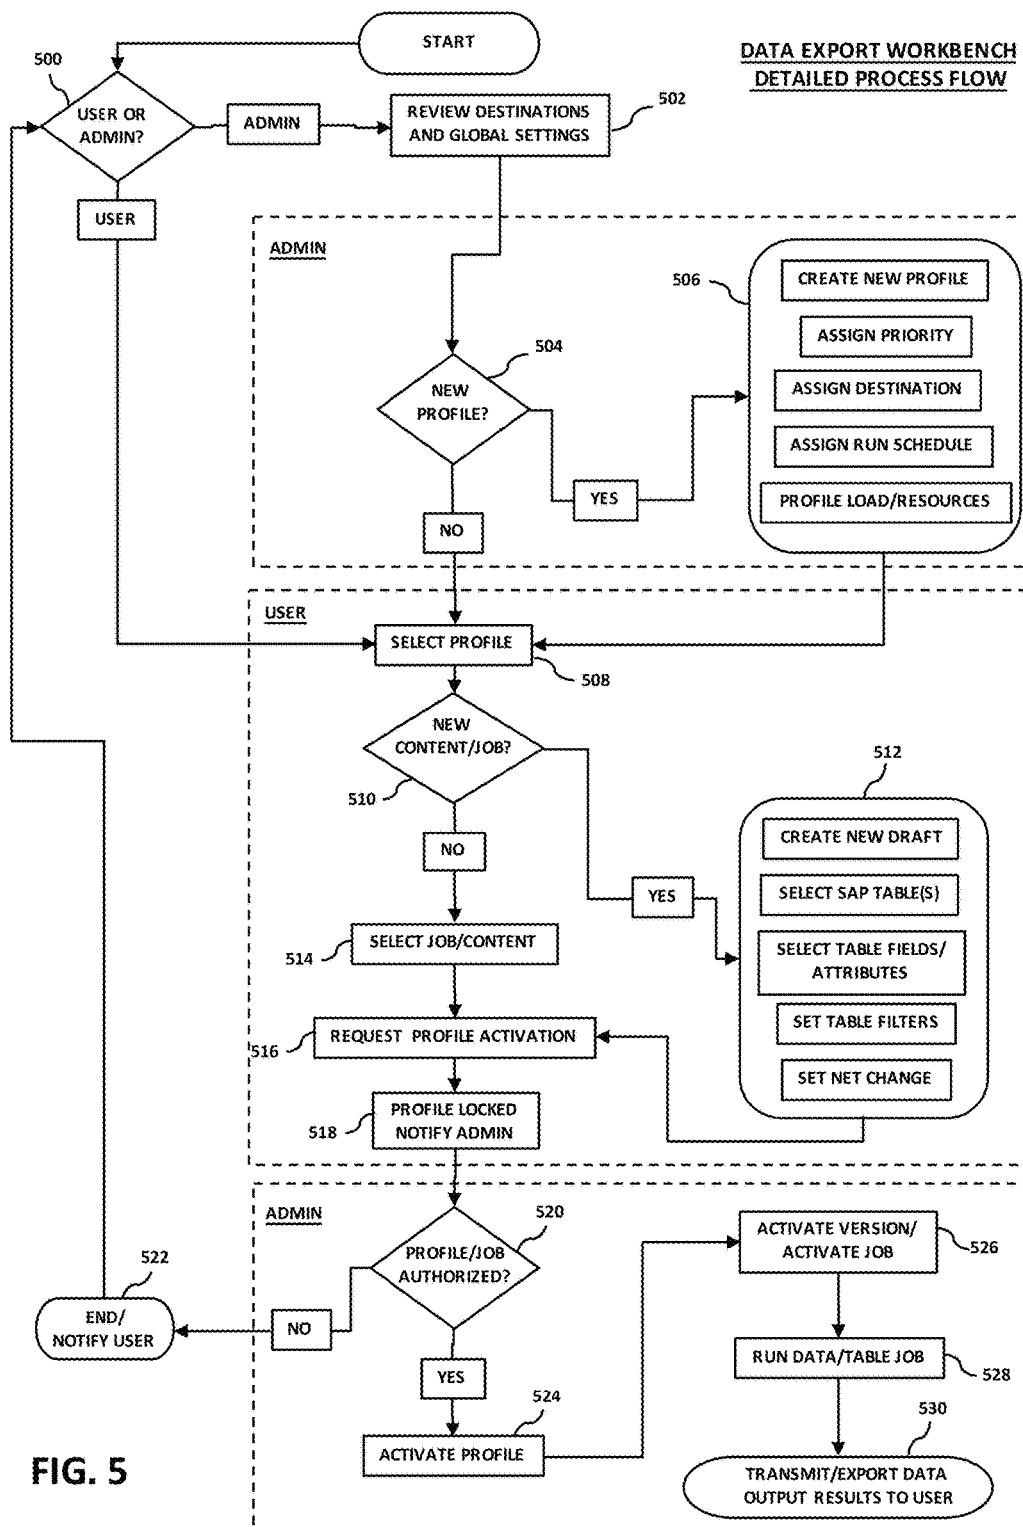 START
DATA EXPORT WORKBENCH
DETAILED PROCESS FLOW
500
USER OR
ADMIN?
ADMIN
REVIEW DESTINATIONS
AND GLOBAL SETTINGS
502
USER
ADMIN
506
CREATE NEW PROFILE
ASSIGN PRIORITY
ASSIGN DESTINATION
ASSIGN RUN SCHEDULE
PROFILE LOAD/RESOURCES
504
NEW
PROFILE?
YES
NO
USER
SELECT PROFILE
508
NEW
CONTENT/JOB?
510
NO
YES
512
CREATE NEW DRAFT
SELECT SAP TABLE(S)
SELECT TABLE FIELDS/
ATTRIBUTES
SET TABLE FILTERS
SET NET CHANGE
514
SELECT JOB/CONTENT
516
REQUEST PROFILE ACTIVATION
518
PROFILE LOCKED
NOTIFY ADMIN
ADMIN
520
PROFILE/JOB
AUTHORIZED?
522
END/
NOTIFY USER
NO
YES
524
ACTIVATE PROFILE
ACTIVATE VERSION/
ACTIVATE JOB
526
RUN DATA/TABLE JOB
528
530
TRANSMIT/EXPORT DATA
OUTPUT RESULTS TO USER
FIG. 5